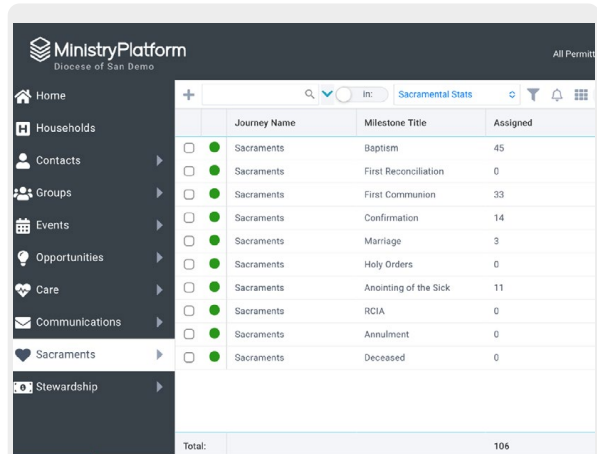 MinistryPlatform
Diocese of San Demo
All Permitt
Home
Households
Contacts
Groups
Events
Opportunities
Care
Communications
Sacraments
Stewardship
in: Sacramental Stats
Journey Name Milestone Title Assigned
Sacraments Baptism 45
Sacraments First Reconciliation 0
Sacraments First Communion 33
Sacraments Confirmation 14
Sacraments Marriage 3
Sacraments Holy Orders 0
Sacraments Anointing of the Sick 11
Sacraments RCIA 0
Sacraments Annulment 0
Sacraments Deceased 0
Total: 106